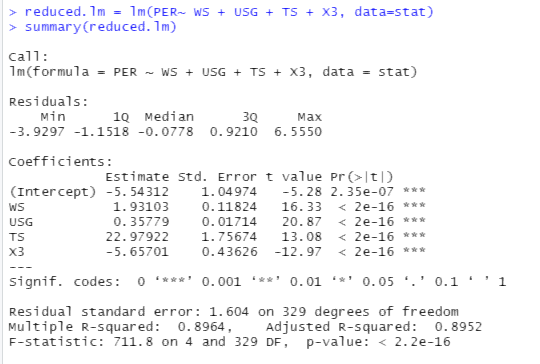 > reduced.lm = lm(PER~ WS + USG + TS + X3, data=stat)
> summary(reduced.lm)
Call:
lm(formula = PER ~ WS + USG + TS + X3, data = stat)
Residuals:
Min 1Q Median 3Q Max
-3.9297 -1.1518 -0.0778 0.9210 6.5550
Coefficients:
Estimate Std. Error t value Pr(>|t|)
(Intercept) -5.54312 1.04974 -5.28 2.35e-07 ***
WS 1.93103 0.11824 16.33 < 2e-16 ***
USG 0.35779 0.01714 20.87 < 2e-16 ***
TS 22.97922 1.75674 13.08 < 2e-16 ***
X3 -5.65701 0.43626 -12.97 < 2e-16 ***
---
Signif. codes: 0 ‘***’ 0.001 ‘**’ 0.01 ‘*’ 0.05 ‘.’ 0.1 ‘ ’ 1
Residual standard error: 1.604 on 329 degrees of freedom
Multiple R-squared: 0.8964, Adjusted R-squared: 0.8952
F-statistic: 711.8 on 4 and 329 DF, p-value: < 2.2e-16